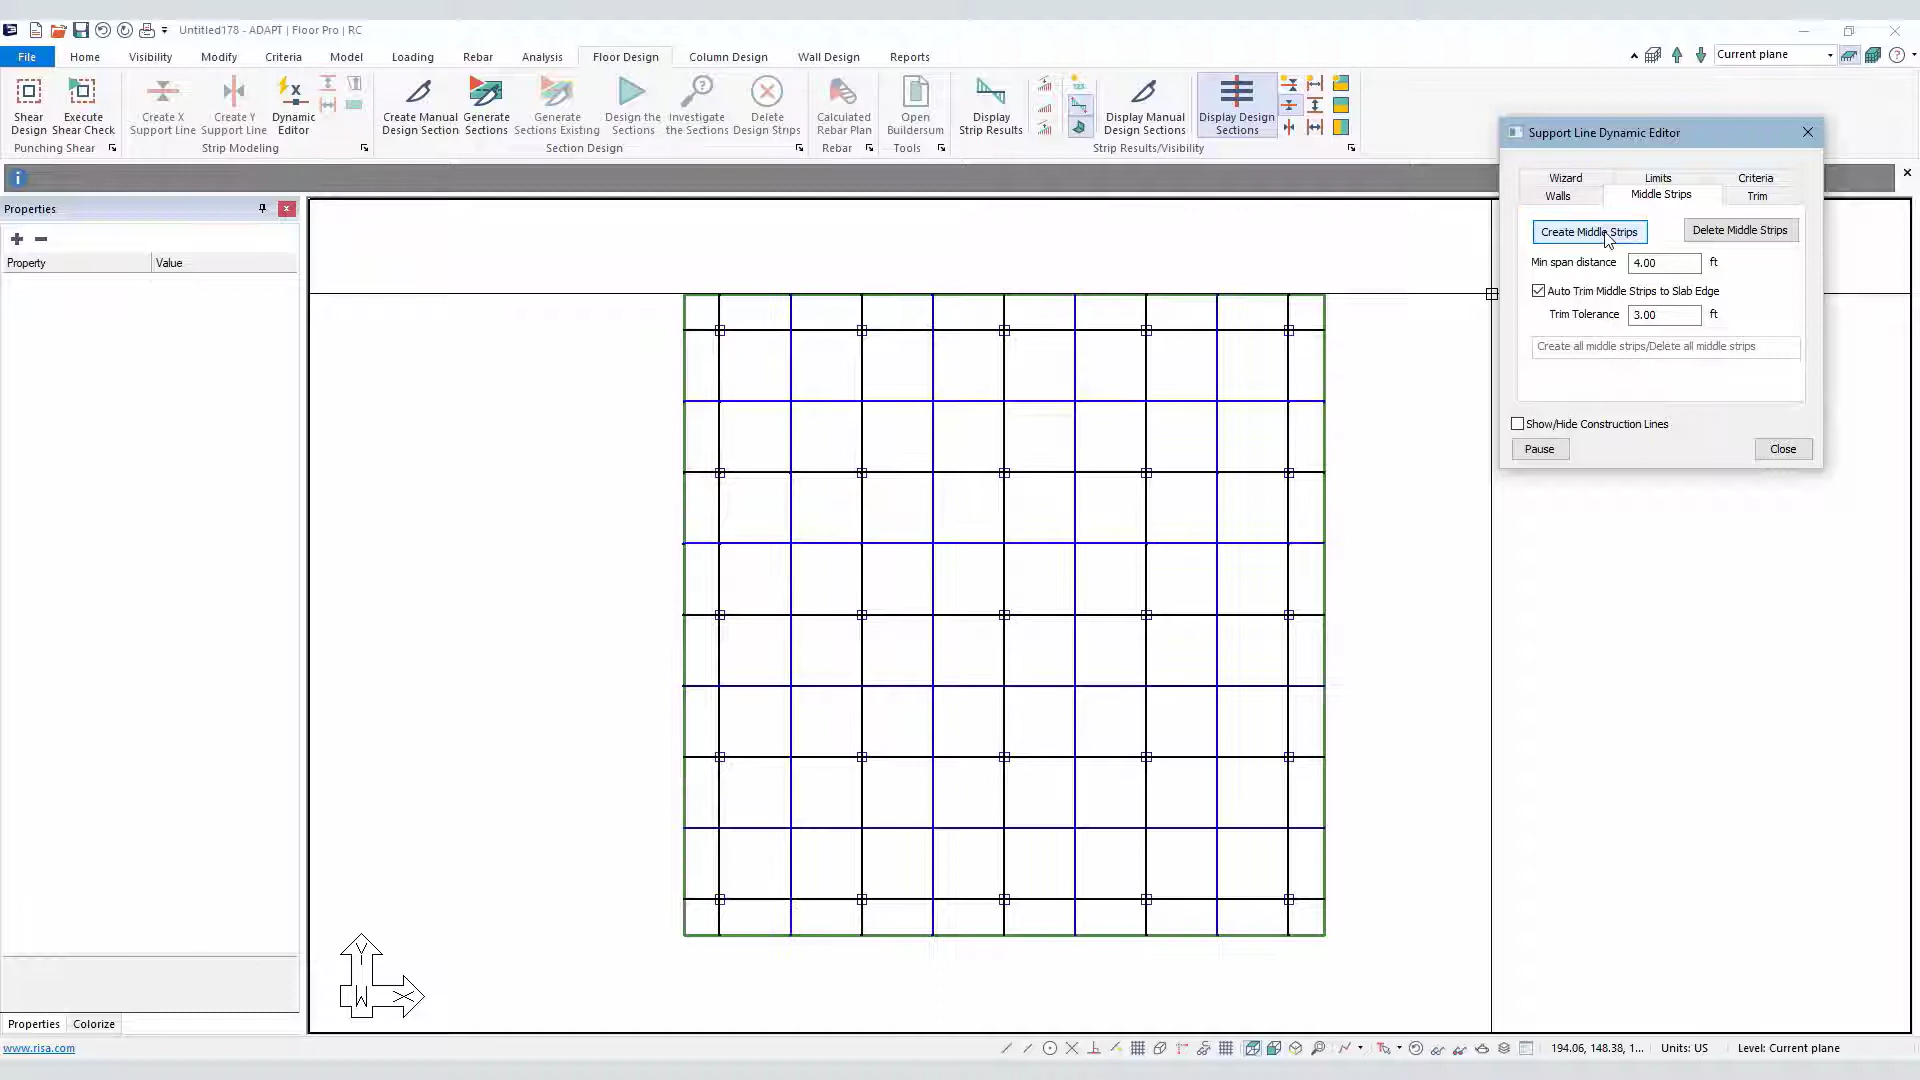 Untitled178 - ADAPT | Floor Pro | RC
File Home Visibility Modify Criteria Model Loading Rebar Analysis Floor Design Column Design Wall Design Reports
Current plane
Shear Design
Execute Shear Check
Create X Support Line
Create Y Support Line
Dynamic Editor
Create Manual Design Section
Generate Sections
Generate Sections Existing
Design the Sections
Investigate the Sections
Delete Design Strips
Calculated Rebar Plan
Open Buildersum
Display Strip Results
Display Manual Design Sections
Display Design Sections
Punching Shear
Strip Modeling
Section Design
Rebar
Tools
Strip Results/Visibility
Support Line Dynamic Editor
Wizard Limits Criteria
Walls Middle Strips Trim
Create Middle Strips Delete Middle Strips
Min span distance 4.00 ft
Auto Trim Middle Strips to Slab Edge
Trim Tolerance 3.00 ft
Create all middle strips/Delete all middle strips
Show/Hide Construction Lines
Pause Close
Properties
Property Value
Y
W X
Properties Colorize
www.risa.com
194.06, 148.38, 1... Units: US Level: Current plane